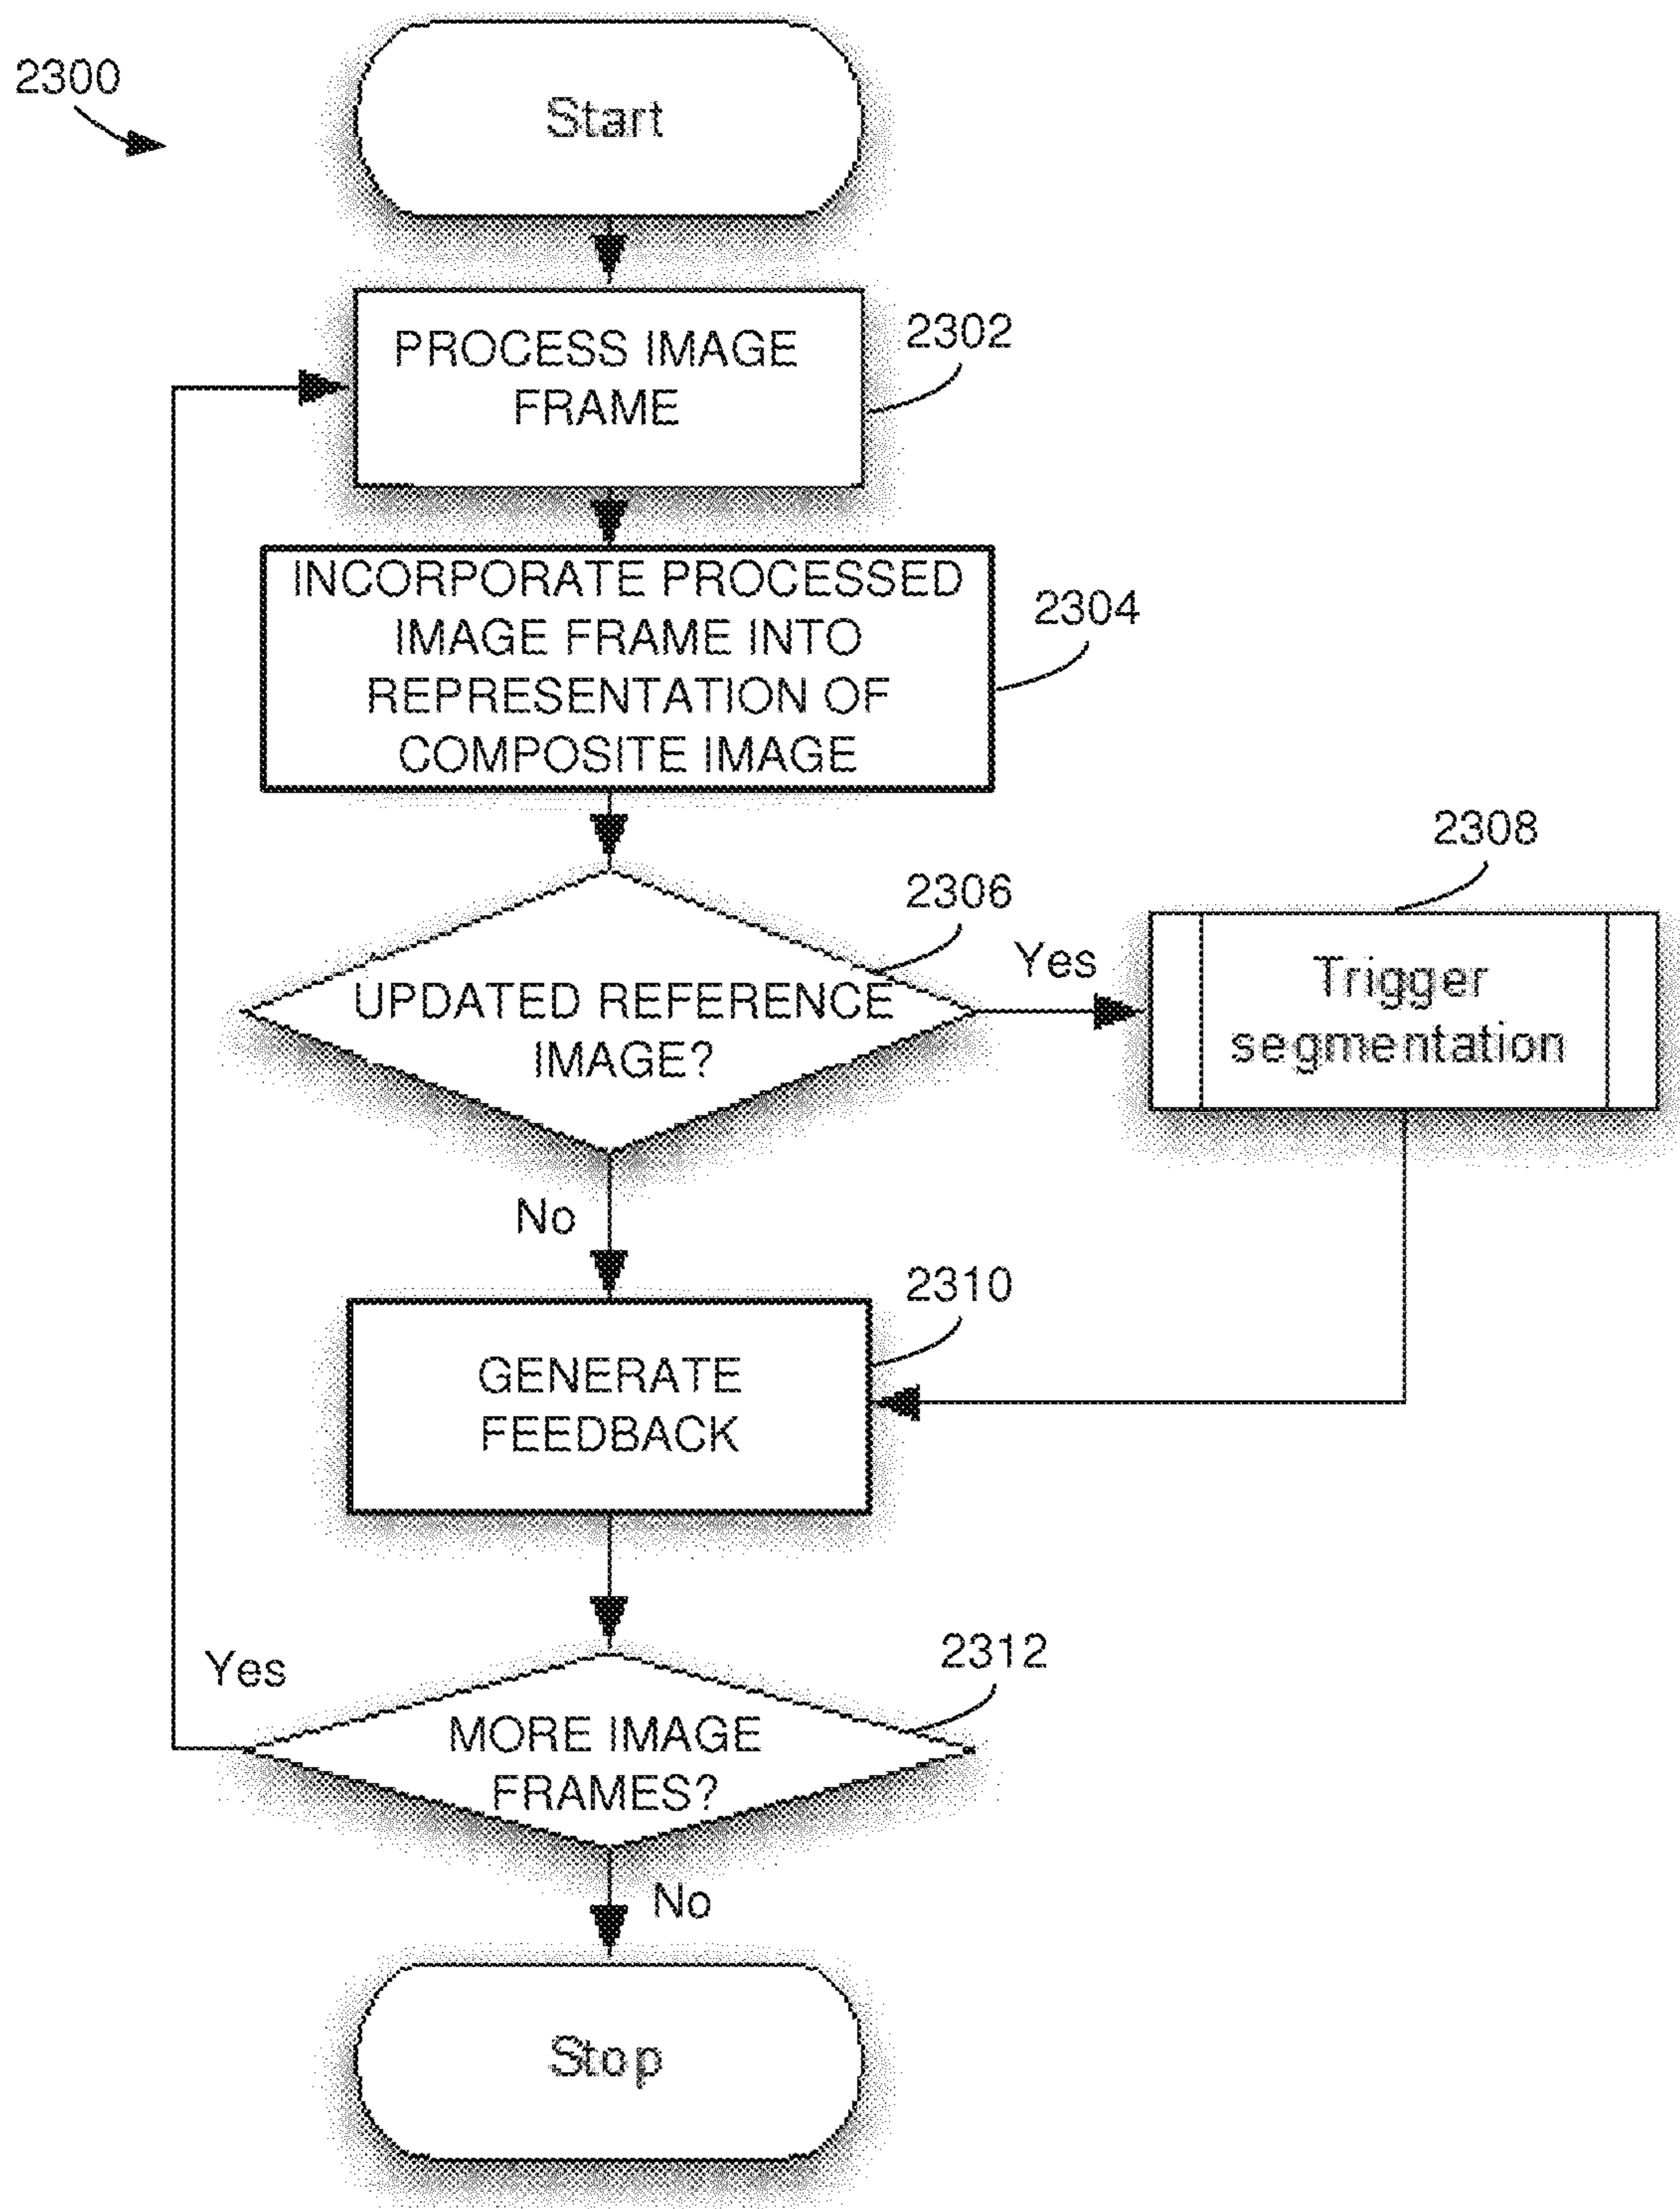 2300
Start
PROCESS IMAGE
FRAME
2302
INCORPORATE PROCESSED
IMAGE FRAME INTO
REPRESENTATION OF
COMPOSITE IMAGE
2304
2306
UPDATED REFERENCE
IMAGE?
Yes
2308
Trigger
segmentation
No
2310
GENERATE
FEEDBACK
2312
Yes
MORE IMAGE
FRAMES?
No
Stop